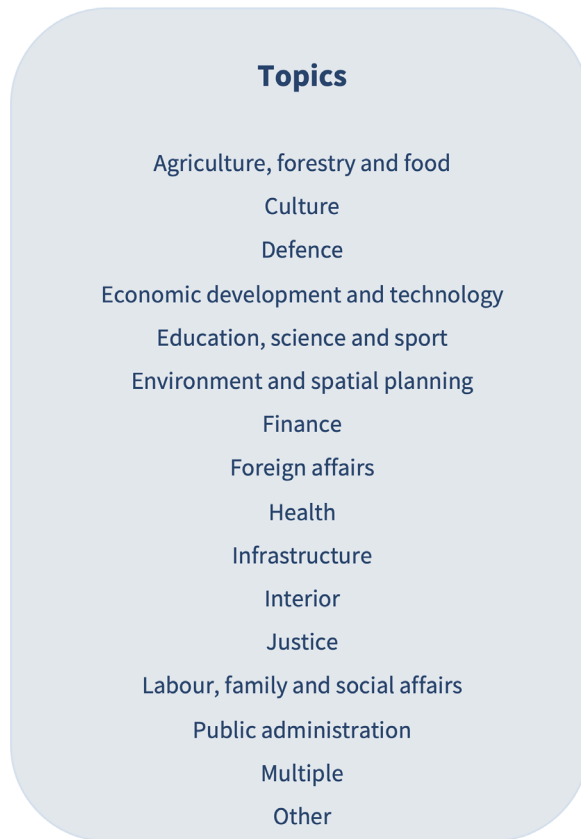 Topics
Agriculture, forestry and food
Culture
Defence
Economic development and technology
Education, science and sport
Environment and spatial planning
Finance
Foreign affairs
Health
Infrastructure
Interior
Justice
Labour, family and social affairs
Public administration
Multiple
Other